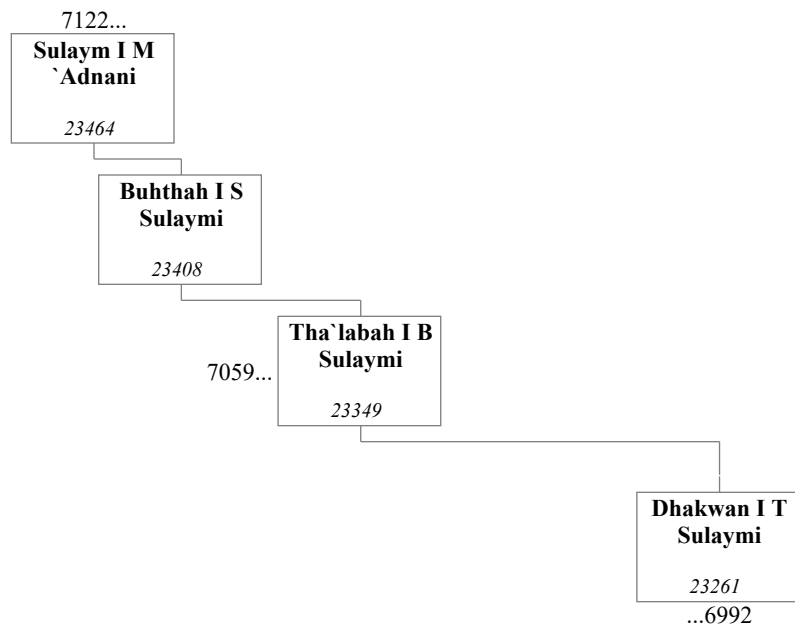 7122...
Sulaym I M
`Adnani
23464
Buhthah I S
Sulaymi
23408
Tha`labah I B
Sulaymi
7059...
23349
Dhakwan I T
Sulaymi
23261
...6992